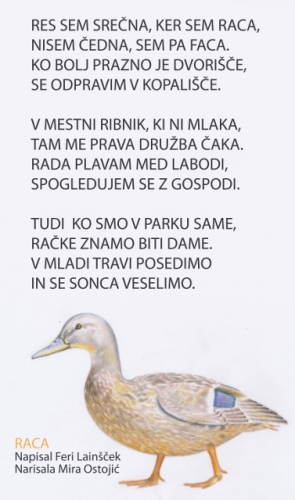 RES SEM SREČNA, KER SEM RACA,
NISEM ČEDNA, SEM PA FACA.
KO BOLJ PRAZNO JE DVORIŠČE,
SE ODPRAVIM V KOPALIŠČE.

V MESTNI RIBNIK, KI NI MLAKA,
TAM ME PRAVA DRUŽBA ČAKA.
RADA PLAVAM MED LABODI,
SPOGLEDUJEM SE Z GOSPODI.

TUDI KO SMO V PARKU SAME,
RAČKE ZNAMO BITI DAME.
V MLADI TRAVI POSEDIMO
IN SE SONCA VESELIMO.

RACA
Napisal Feri Lainšček
Narisala Mira Ostojić